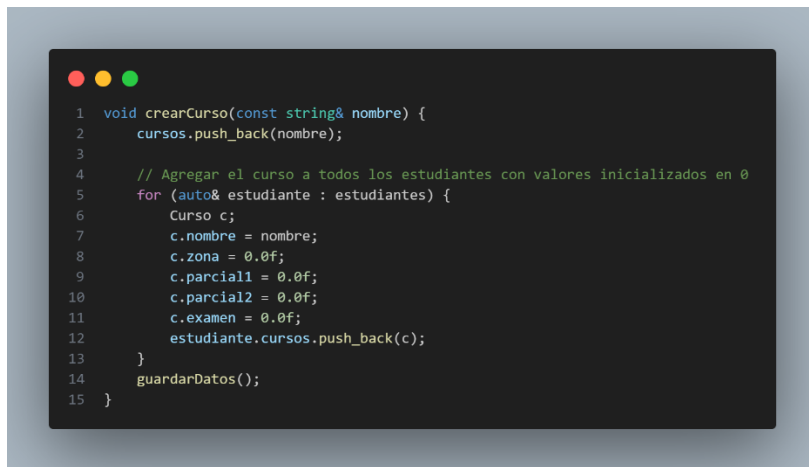 1 void crearCurso(const string& nombre) {
2     cursos.push_back(nombre);
3
4     // Agregar el curso a todos los estudiantes con valores inicializados en 0
5     for (auto& estudiante : estudiantes) {
6         Curso c;
7         c.nombre = nombre;
8         c.zona = 0.0f;
9         c.parcial1 = 0.0f;
10         c.parcial2 = 0.0f;
11         c.examen = 0.0f;
12         estudiante.cursos.push_back(c);
13     }
14     guardarDatos();
15 }